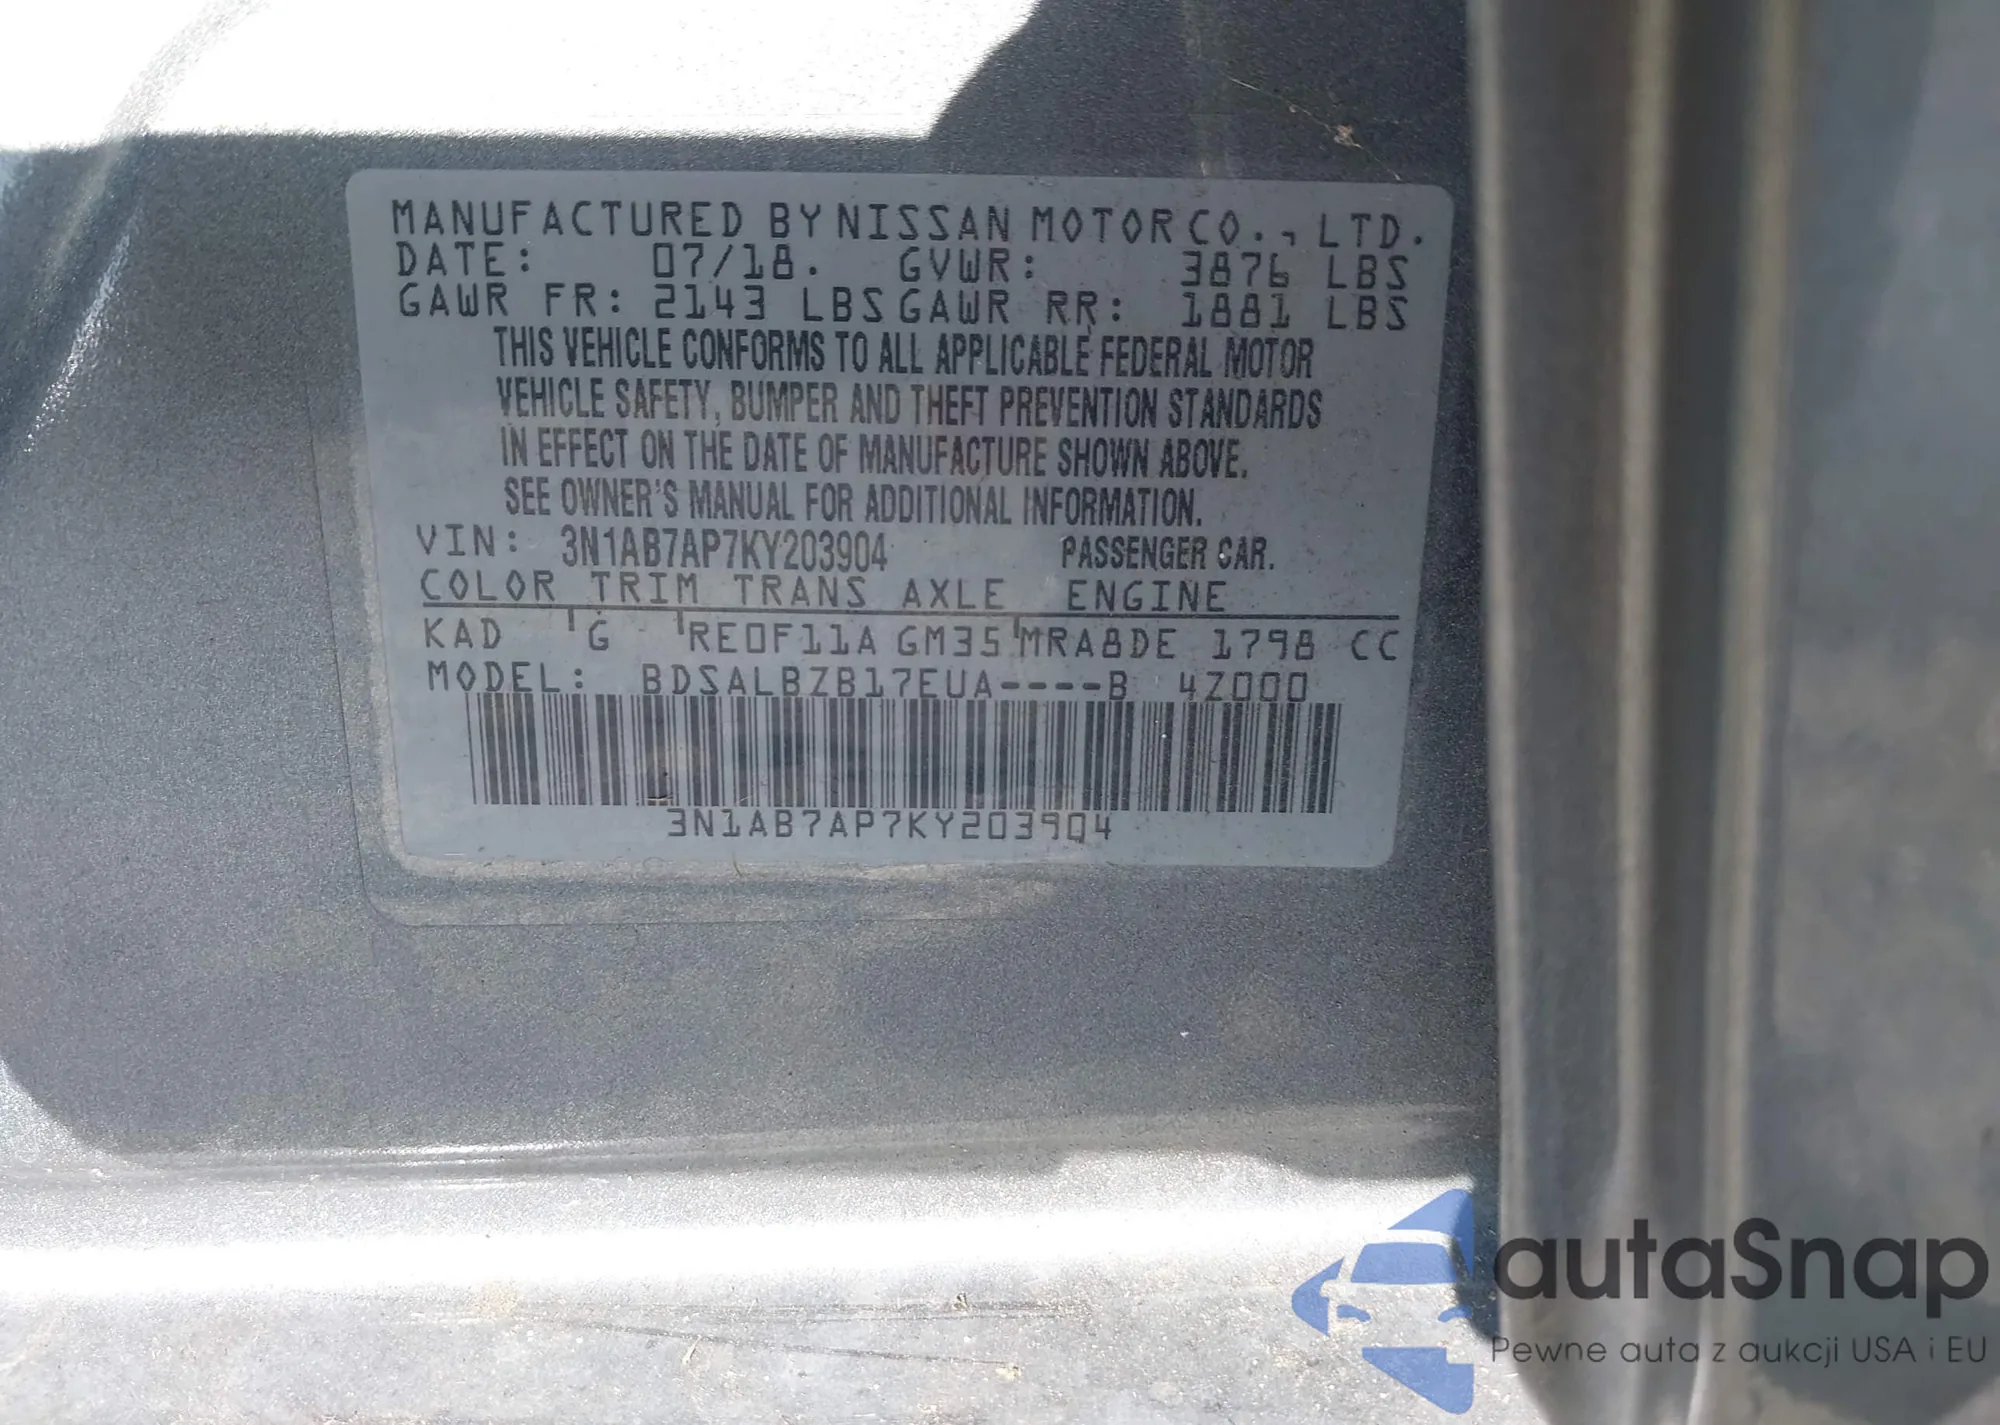 MANUFACTURED BY NISSAN MOTOR CO., LTD.
DATE: 07/18. GVWR: 3876 LBS
GAWR FR: 2143 LBS GAWR RR: 1881 LBS
THIS VEHICLE CONFORMS TO ALL APPLICABLE FEDERAL MOTOR
VEHICLE SAFETY, BUMPER AND THEFT PREVENTION STANDARDS
IN EFFECT ON THE DATE OF MANUFACTURE SHOWN ABOVE.
SEE OWNER'S MANUAL FOR ADDITIONAL INFORMATION.
VIN: 3N1AB7AP7KY203904 PASSENGER CAR.
COLOR TRIM TRANS AXLE ENGINE
KAD G RE0F11A GM35 MRA8DE 1798 CC
MODEL: BDSALBZB17EUA----B 4Z000
3N1AB7AP7KY203904
autaSnap
Pewne auta z aukcji USA i EU